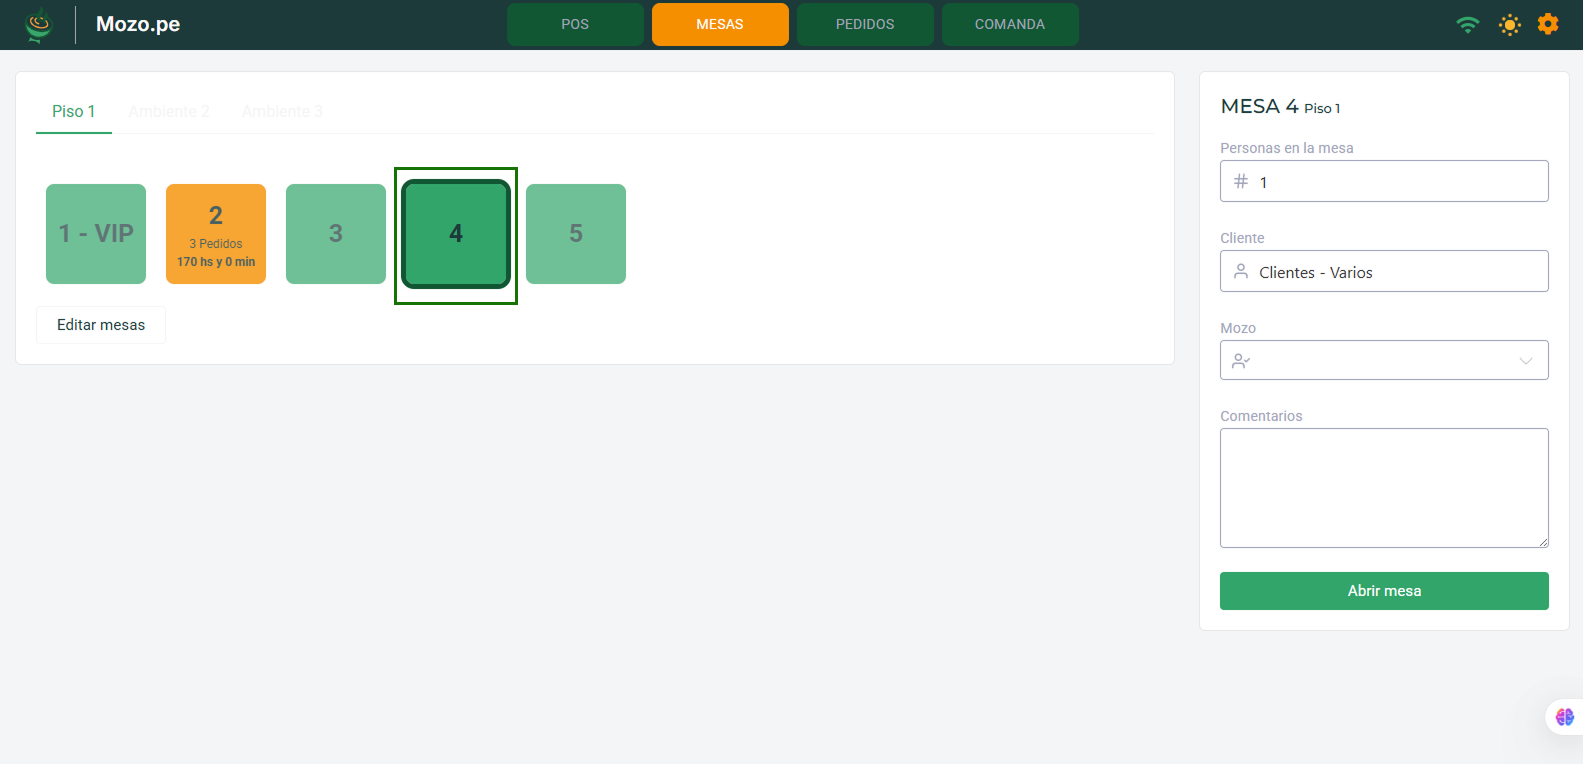 Mozo.pe
POS
MESAS
PEDIDOS
COMANDA
Piso 1
Ambiente 2
Ambiente 3
1 - VIP
2
3 Pedidos
170 hs y 0 min
3
4
5
Editar mesas
MESA 4 Piso 1
Personas en la mesa
# 1
Cliente
Clientes - Varios
Mozo
Comentarios
Abrir mesa